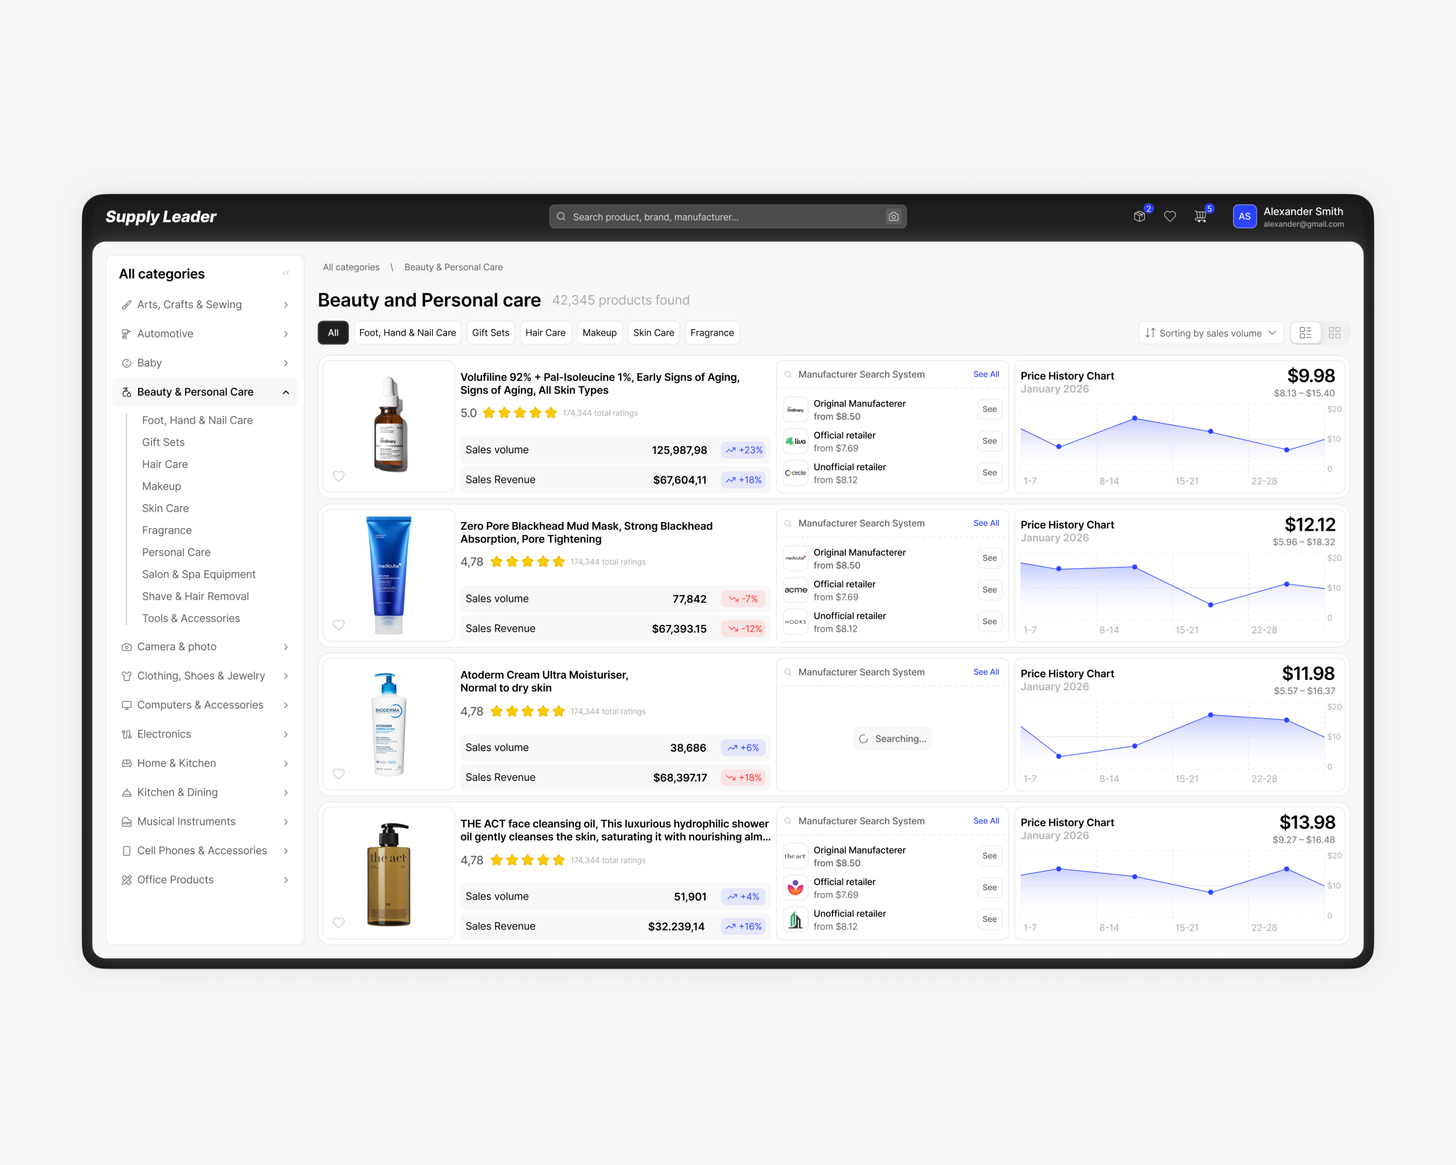 Supply Leader
Search product, brand, manufacturer...
2
5
AS
Alexander Smith
alexander@gmail.com
All categories
Arts, Crafts & Sewing
Automotive
Baby
Beauty & Personal Care
Foot, Hand & Nail Care
Gift Sets
Hair Care
Makeup
Skin Care
Fragrance
Personal Care
Salon & Spa Equipment
Shave & Hair Removal
Tools & Accessories
Camera & photo
Clothing, Shoes & Jewelry
Computers & Accessories
Electronics
Home & Kitchen
Kitchen & Dining
Musical Instruments
Cell Phones & Accessories
Office Products
All categories \ Beauty & Personal Care
Beauty and Personal care 42,345 products found
All Foot, Hand & Nail Care Gift Sets Hair Care Makeup Skin Care Fragrance
Sorting by sales volume
Ordinary
Volufiline 92% + Pal-Isoleucine 1%, Early Signs of Aging,
Signs of Aging, All Skin Types
5.0 174,344 total ratings
Sales volume 125,987,98 +23%
Sales Revenue $67,604,11 +18%
Manufacturer Search System See All
Ordinary
Original Manufacterer
from $8.50
See
liva
Official retailer
from $7.69
See
circle
Unofficial retailer
from $8.12
See
Price History Chart
January 2026
$9.98
$8.13 – $15.40
$20
$10
0
1-7 8-14 15-21 22-28
medicube
Zero Pore Blackhead Mud Mask, Strong Blackhead
Absorption, Pore Tightening
4,78 174,344 total ratings
Sales volume 77,842 -7%
Sales Revenue $67,393.15 -12%
Manufacturer Search System See All
medicube
Original Manufacterer
from $8.50
See
acme
Official retailer
from $7.69
See
HOOKS
Unofficial retailer
from $8.12
See
Price History Chart
January 2026
$12.12
$5.96 – $18.32
$20
$10
0
1-7 8-14 15-21 22-28
BIODERMA
Atoderm Cream Ultra Moisturiser,
Normal to dry skin
4,78 174,344 total ratings
Sales volume 38,686 +6%
Sales Revenue $68,397.17 +18%
Manufacturer Search System See All
Searching...
Price History Chart
January 2026
$11.98
$5.57 – $16.37
$20
$10
0
1-7 8-14 15-21 22-28
the act
THE ACT face cleansing oil, This luxurious hydrophilic shower
oil gently cleanses the skin, saturating it with nourishing alm...
4,78 174,344 total ratings
Sales volume 51,901 +4%
Sales Revenue $32.239,14 +16%
Manufacturer Search System See All
the act
Original Manufacterer
from $8.50
See
Official retailer
from $7.69
See
Unofficial retailer
from $8.12
See
Price History Chart
January 2026
$13.98
$9.27 – $16.48
$20
$10
0
1-7 8-14 15-21 22-28